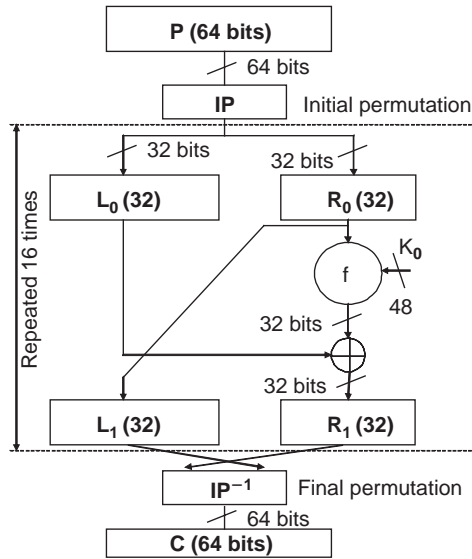 P (64 bits)
64 bits
IP
Initial permutation
32 bits
32 bits
L₀ (32)
R₀ (32)
Repeated 16 times
K₀
f
48
32 bits
32 bits
L₁ (32)
R₁ (32)
IP⁻¹
Final permutation
64 bits
C (64 bits)